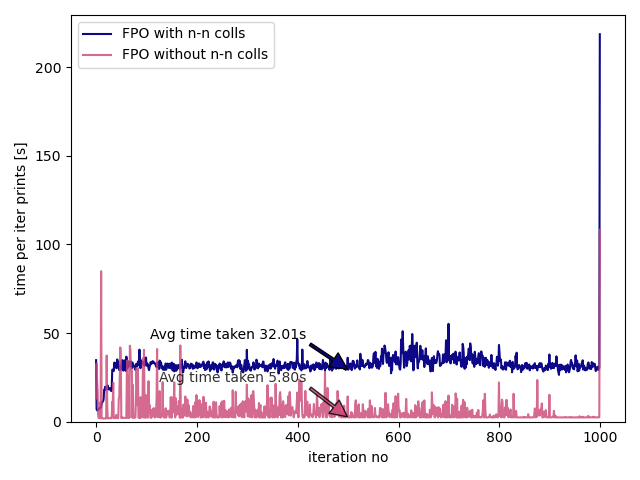 FPO with n-n colls
FPO without n-n colls
time per iter prints [s]
200
150
100
50
0
Avg time taken 32.01s
Avg time taken 5.80s
0 200 400 600 800 1000
iteration no